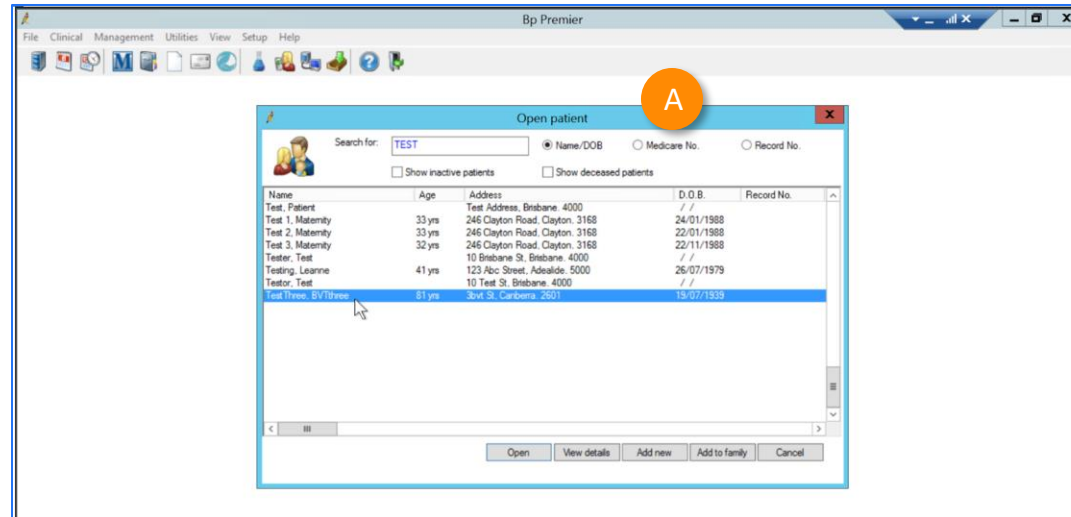 Bp Premier
File Clinical Management Utilities View Setup Help
A
Open patient
Search for: TEST Name/DOB Medicare No. Record No.
Show inactive patients Show deceased patients
Name Age Address D.O.B. Record No.
Test, Patient Test Address, Brisbane. 4000 / /
Test 1, Maternity 33 yrs 246 Clayton Road, Clayton. 3168 24/01/1988
Test 2, Maternity 33 yrs 246 Clayton Road, Clayton. 3168 22/01/1988
Test 3, Maternity 32 yrs 246 Clayton Road, Clayton. 3168 22/11/1988
Tester, Test 10 Brisbane St, Brisbane. 4000 / /
Testing, Leanne 41 yrs 123 Abc Street, Adealide. 5000 26/07/1979
Testor, Test 10 Test St, Brisbane. 4000 / /
TestThree, BVTthree 81 yrs 3bvt St, Canberra. 2601 19/07/1939
Open View details Add new Add to family Cancel